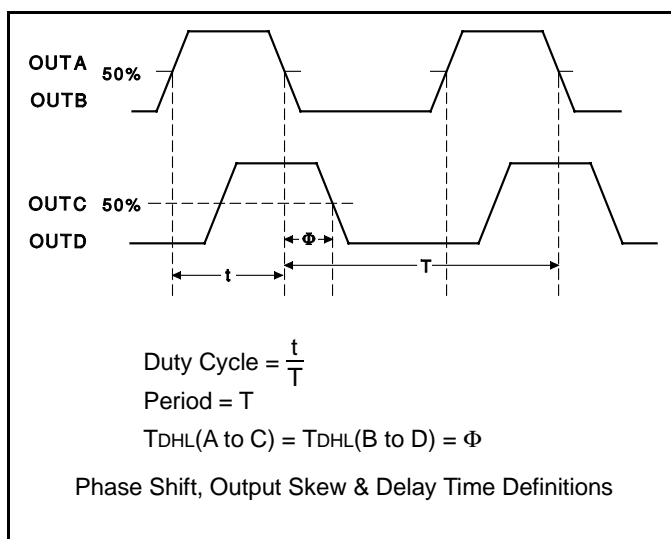 OUTA 50%
OUTB
OUTC 50%
OUTD
Φ
t
T
Duty Cycle = t/T
Period = T
TDHL(A to C) = TDHL(B to D) = Φ
Phase Shift, Output Skew & Delay Time Definitions